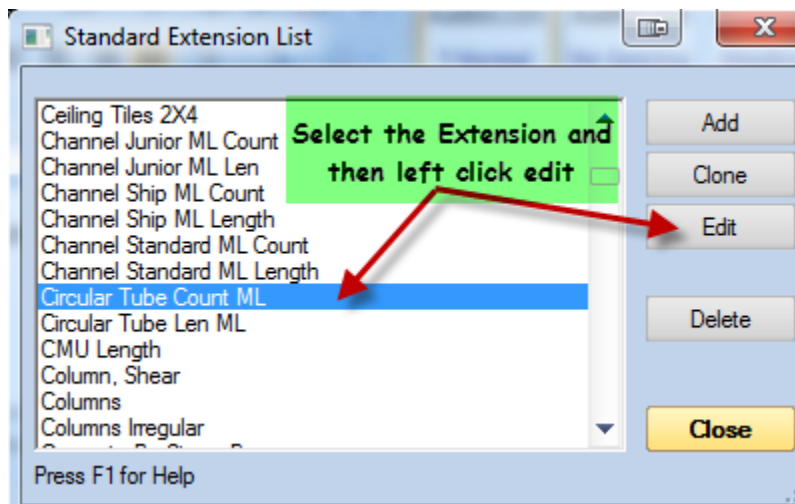 Standard Extension List
Ceiling Tiles 2X4
Channel Junior ML Count
Channel Junior ML Len
Channel Ship ML Count
Channel Ship ML Length
Channel Standard ML Count
Channel Standard ML Length
Circular Tube Count ML
Circular Tube Len ML
CMU Length
Column, Shear
Columns
Columns Irregular
Select the Extension and
then left click edit
Add
Clone
Edit
Delete
Close
Press F1 for Help